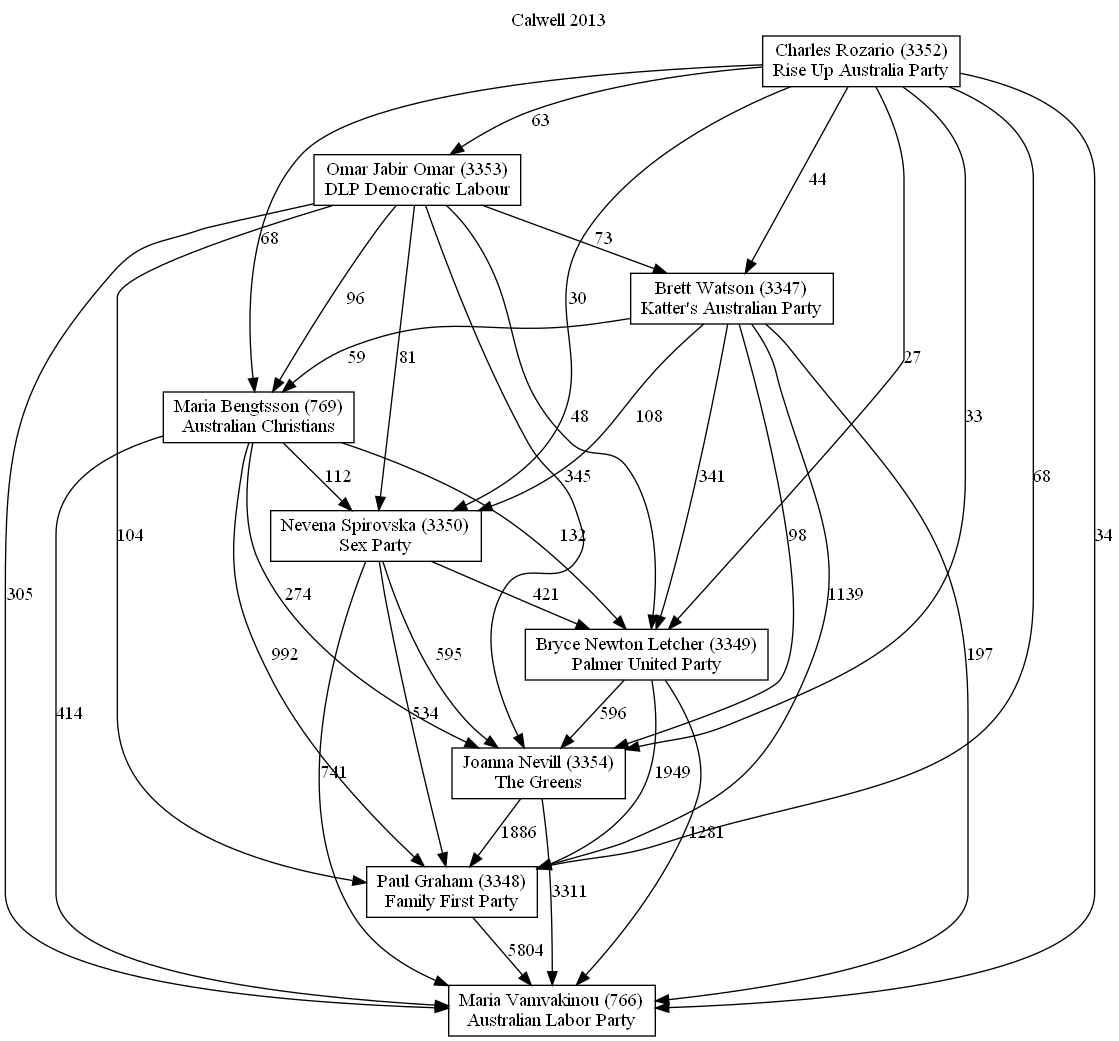 Calwell 2013
Charles Rozario (3352)
Rise Up Australia Party
63
Omar Jabir Omar (3353)
DLP Democratic Labour
44
68
73
Brett Watson (3347)
Katter's Australian Party
96
30
59
81
27
Maria Bengtsson (769)
Australian Christians
48
108
33
112
345
341
68
Nevena Spirovska (3350)
Sex Party
104
132
98
34
305
274
421
1139
Bryce Newton Letcher (3349)
Palmer United Party
992
595
197
414
534
596
Joanna Nevill (3354)
The Greens
741
1949
1886
1281
Paul Graham (3348)
Family First Party
3311
5804
Maria Vamvakinou (766)
Australian Labor Party